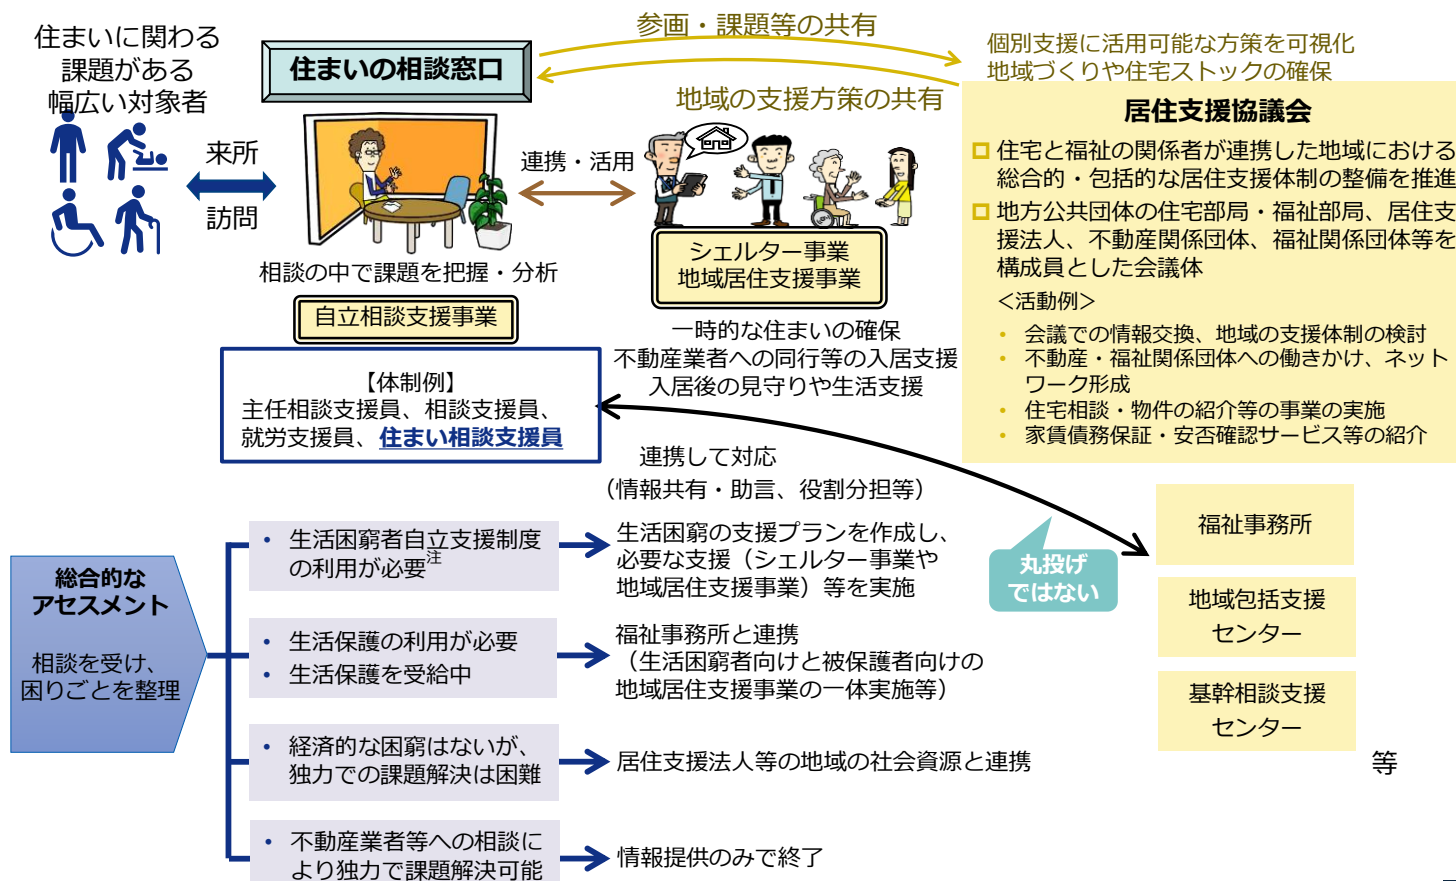 住まいに関わる
課題がある
幅広い対象者
来所
訪問
住まいの相談窓口
相談の中で課題を把握・分析
自立相談支援事業
【体制例】
主任相談支援員、相談支援員、
就労支援員、住まい相談支援員
参画・課題等の共有
地域の支援方策の共有
連携・活用
シェルター事業
地域居住支援事業
一時的な住まいの確保
不動産業者への同行等の入居支援
入居後の見守りや生活支援
個別支援に活用可能な方策を可視化
地域づくりや住宅ストックの確保
居住支援協議会
住宅と福祉の関係者が連携した地域における
総合的・包括的な居住支援体制の整備を推進
地方公共団体の住宅部局・福祉部局、居住支
援法人、不動産関係団体、福祉関係団体等を
構成員とした会議体
＜活動例＞
• 会議での情報交換、地域の支援体制の検討
• 不動産・福祉関係団体への働きかけ、ネット
ワーク形成
• 住宅相談・物件の紹介等の事業の実施
• 家賃債務保証・安否確認サービス等の紹介
連携して対応
（情報共有・助言、役割分担等）
丸投げ
ではない
福祉事務所
地域包括支援
センター
基幹相談支援
センター
等
総合的な
アセスメント
相談を受け、
困りごとを整理
• 生活困窮者自立支援制度
の利用が必要注
生活困窮の支援プランを作成し、
必要な支援（シェルター事業や
地域居住支援事業）等を実施
• 生活保護の利用が必要
• 生活保護を受給中
福祉事務所と連携
（生活困窮者向けと被保護者向けの
地域居住支援事業の一体実施等）
• 経済的な困窮はないが、
独力での課題解決は困難
居住支援法人等の地域の社会資源と連携
• 不動産業者等への相談に
より独力で課題解決可能
情報提供のみで終了